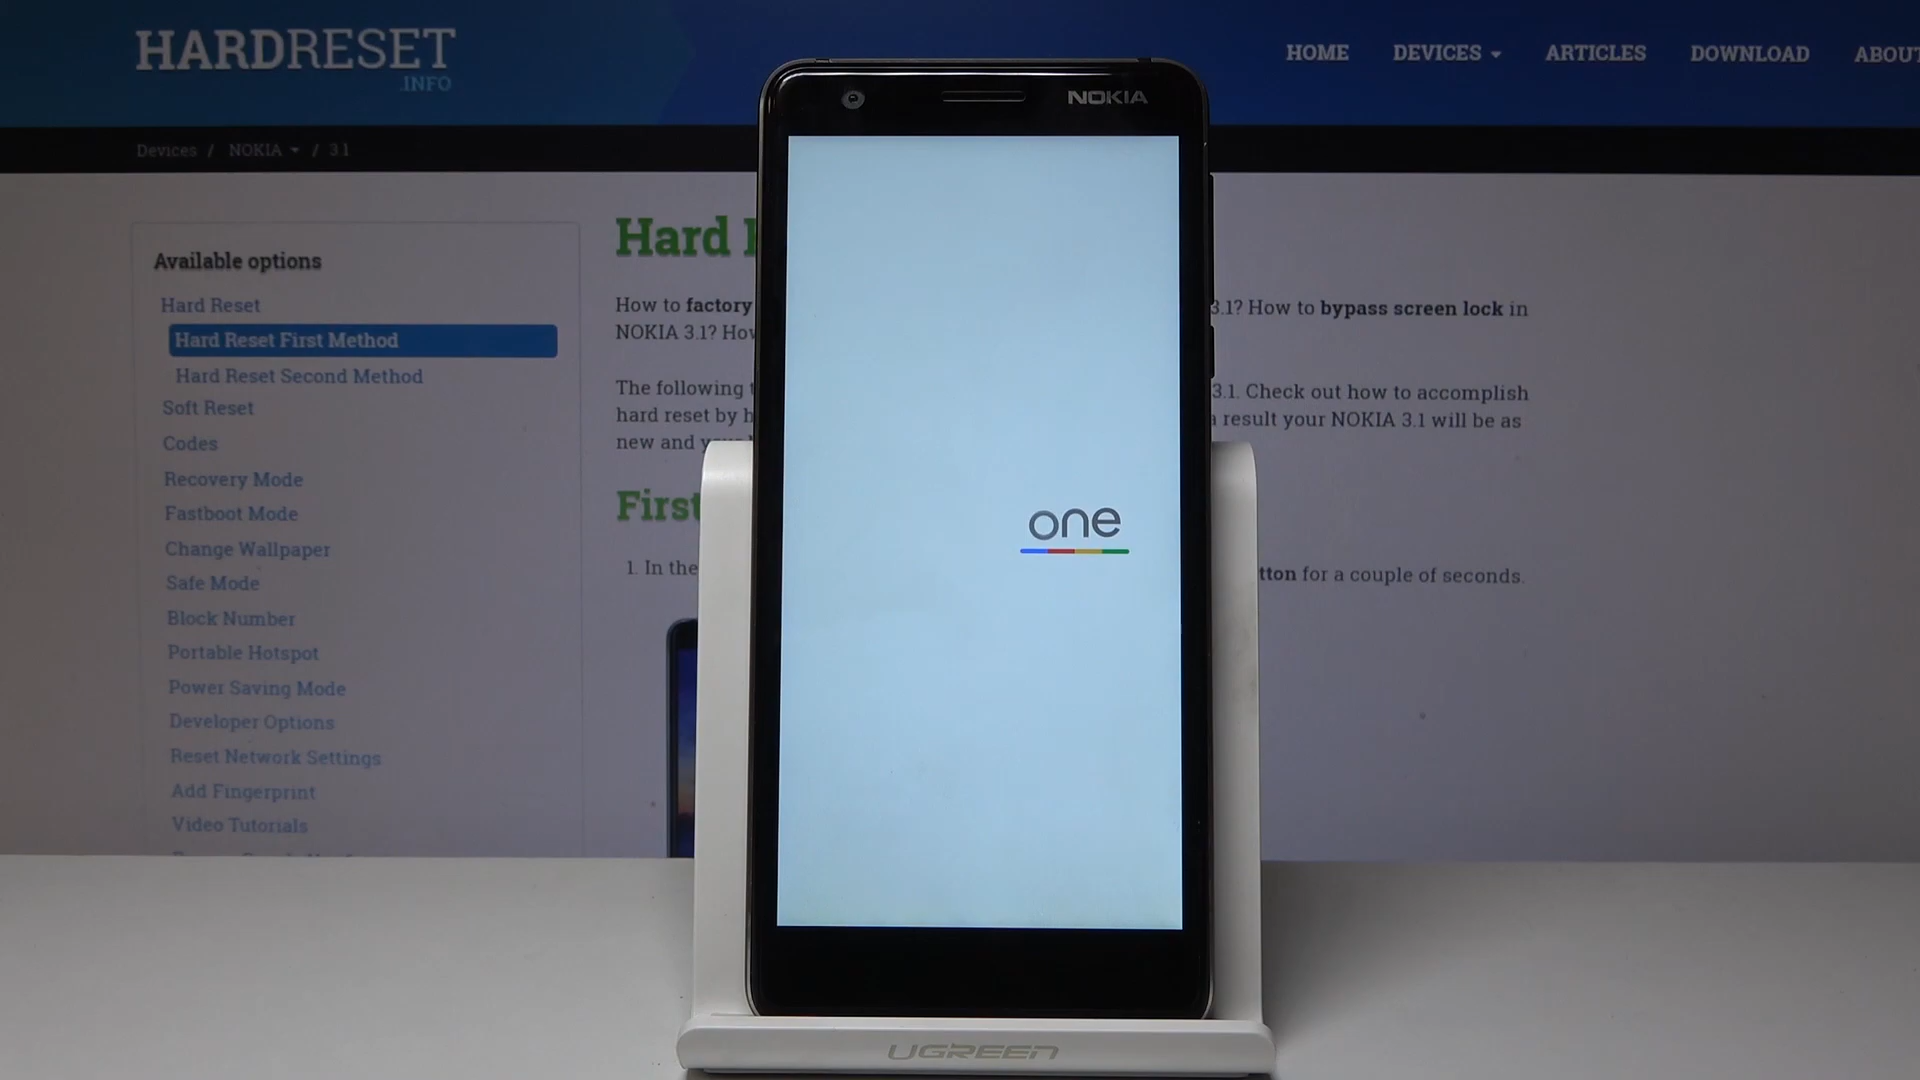 HARDRESET
.INFO
HOME DEVICES ARTICLES DOWNLOAD ABOUT
Devices / NOKIA / 3.1
NOKIA
Available options
Hard Reset
Hard Reset First Method
Hard Reset Second Method
Soft Reset
Codes
Recovery Mode
Fastboot Mode
Change Wallpaper
Safe Mode
Block Number
Portable Hotspot
Power Saving Mode
Developer Options
Reset Network Settings
Add Fingerprint
Video Tutorials
Hard
How to factory 3.1? How to bypass screen lock in
NOKIA 3.1?
The following 3.1. Check out how to accomplish
hard reset by result your NOKIA 3.1 will be as
new and
First
1. In the for a couple of seconds.
one
UGREEN